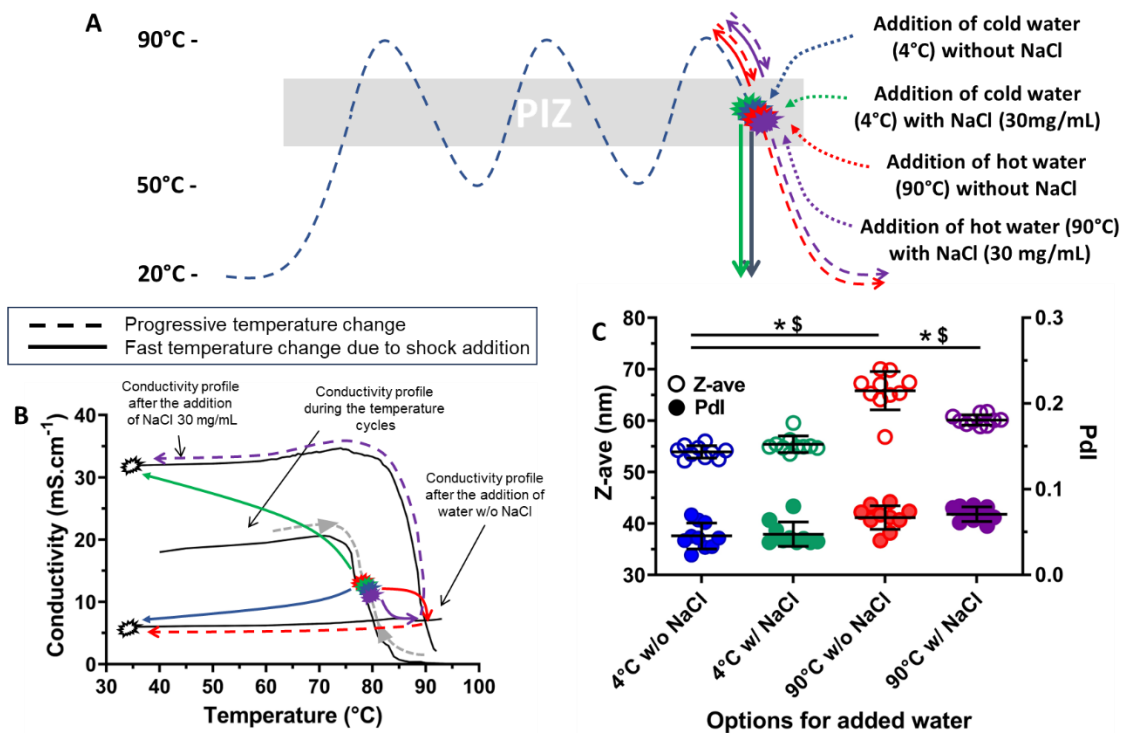 A
90°C -
50°C -
20°C -
PIZ
Addition of cold water
(4°C) without NaCl
Addition of cold water
(4°C) with NaCl (30mg/mL)
Addition of hot water
(90°C) without NaCl
Addition of hot water (90°C)
with NaCl (30 mg/mL)
Progressive temperature change
Fast temperature change due to shock addition
B
Conductivity profile
after the addition
of NaCl 30 mg/mL
Conductivity profile
during the temperature
cycles
Conductivity profile
after the addition of
water w/o NaCl
Conductivity (mS.cm⁻¹)
40
35
30
25
20
15
10
5
0
30 40 50 60 70 80 90 100
Temperature (°C)
C
* $
* $
Z-ave
PdI
Z-ave (nm)
80
70
60
50
40
30
PdI
0.3
0.2
0.1
0.0
4°C w/o NaCl
4°C w/ NaCl
90°C w/o NaCl
90°C w/ NaCl
Options for added water